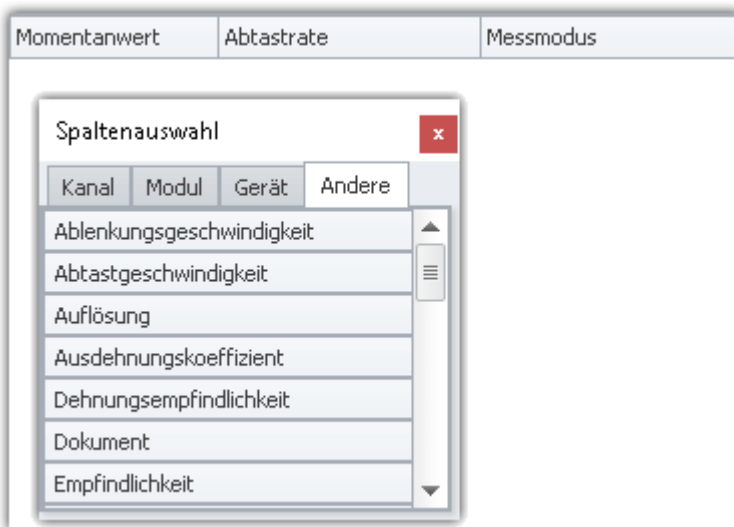 Momentanwert Abtastrate Messmodus
Spaltenauswahl x
Kanal Modul Gerät Andere
Ablenkungsgeschwindigkeit
Abtastgeschwindigkeit
Auflösung
Ausdehnungskoeffizient
Dehnungsempfindlichkeit
Dokument
Empfindlichkeit